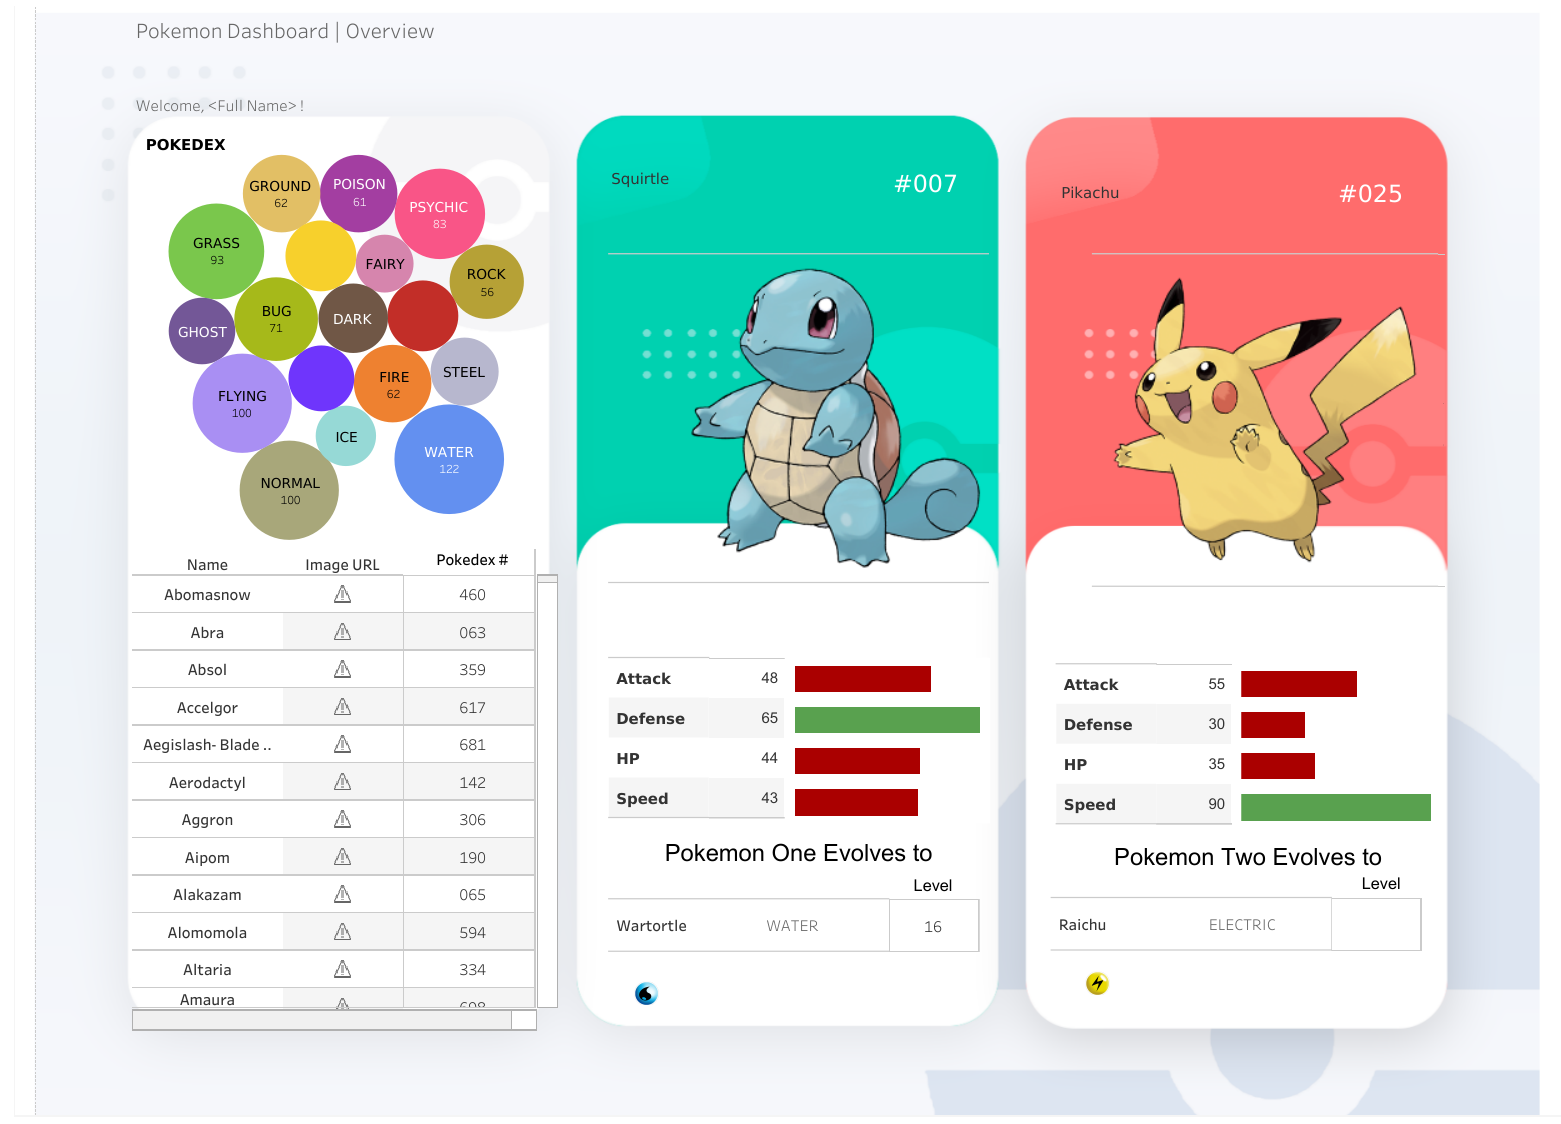 Pokemon Dashboard | Overview
Welcome, <Full Name> !
POKEDEX
GROUND
62
POISON
61
PSYCHIC
83
GRASS
93
FAIRY
ROCK
56
GHOST
BUG
71
DARK
FLYING
100
FIRE
62
STEEL
ICE
WATER
122
NORMAL
100
Name Image URL Pokedex #
Abomasnow 460
Abra 063
Absol 359
Accelgor 617
Aegislash- Blade .. 681
Aerodactyl 142
Aggron 306
Aipom 190
Alakazam 065
Alomomola 594
Altaria 334
Amaura
Squirtle #007
Attack 48
Defense 65
HP 44
Speed 43
Pokemon One Evolves to
Level
Wartortle WATER 16
Pikachu #025
Attack 55
Defense 30
HP 35
Speed 90
Pokemon Two Evolves to
Level
Raichu ELECTRIC